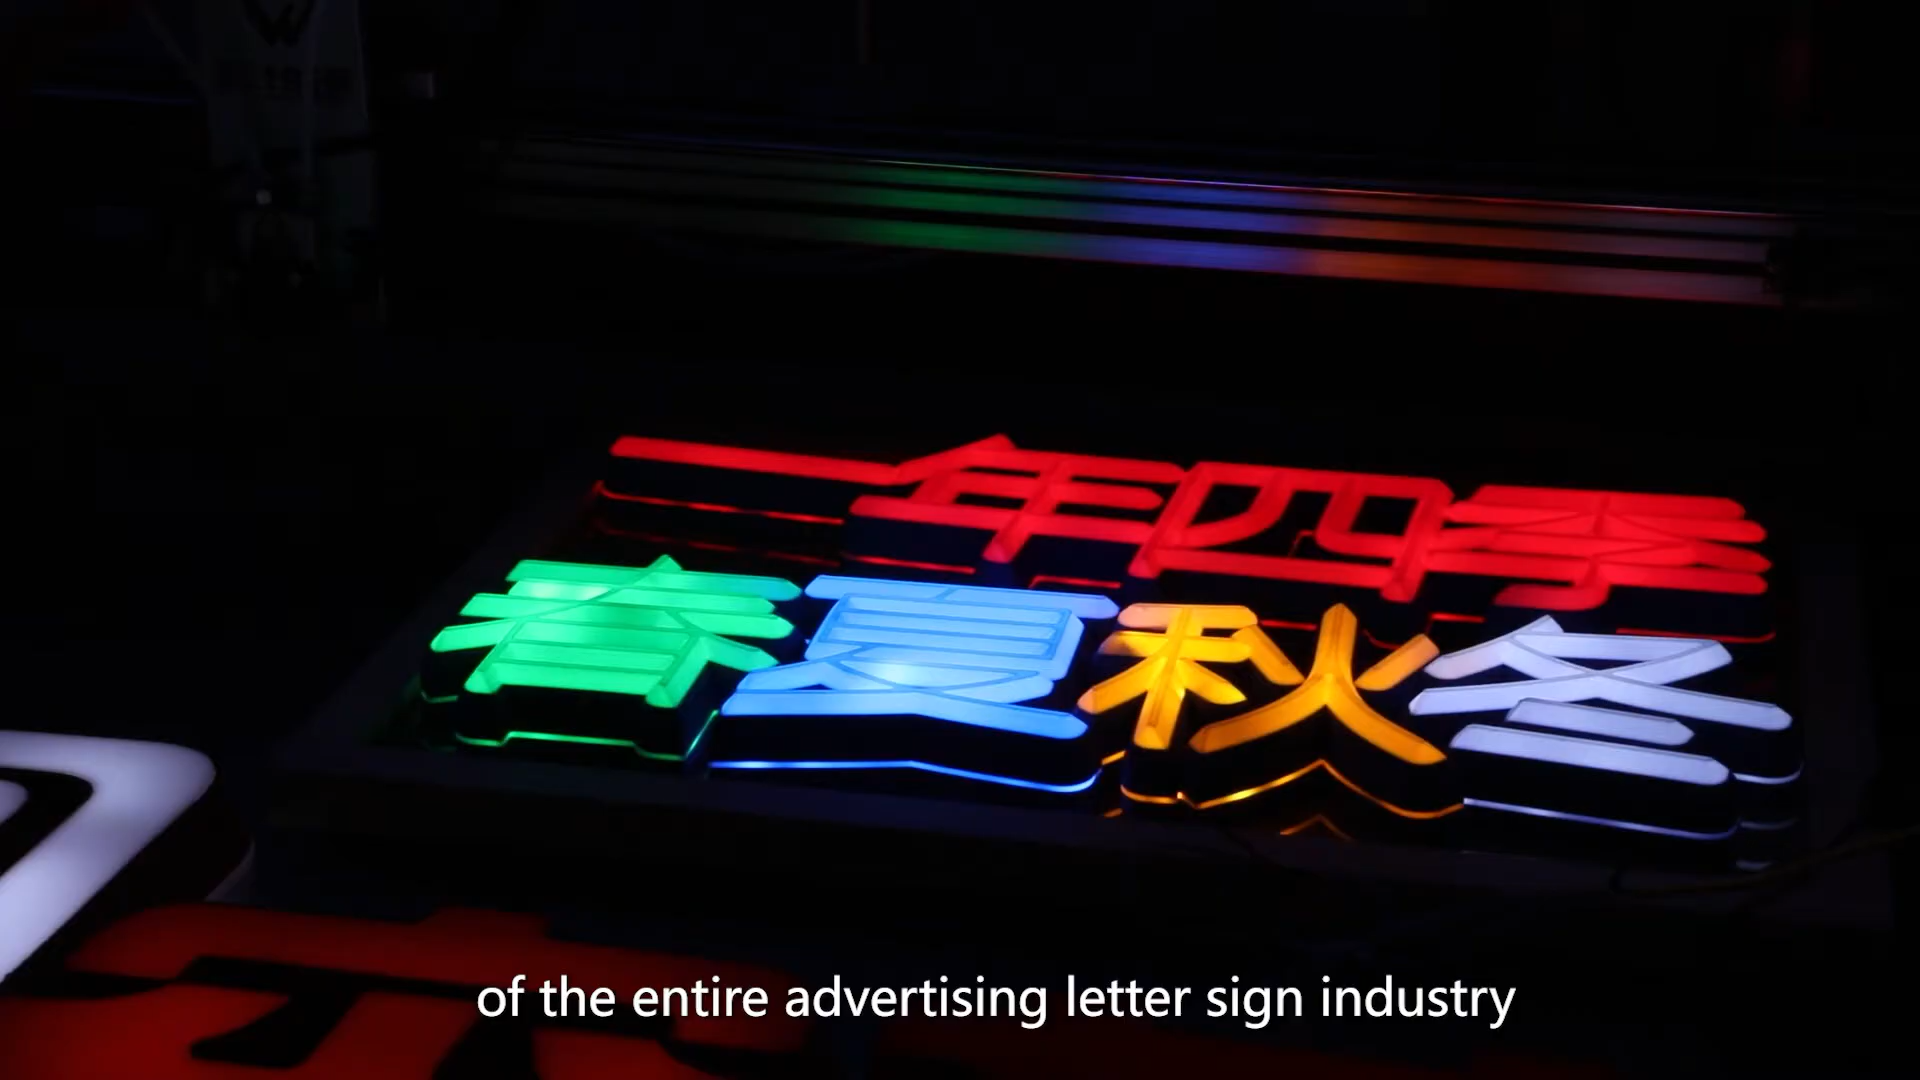 一年四季
春夏秋冬
of the entire advertising letter sign industry